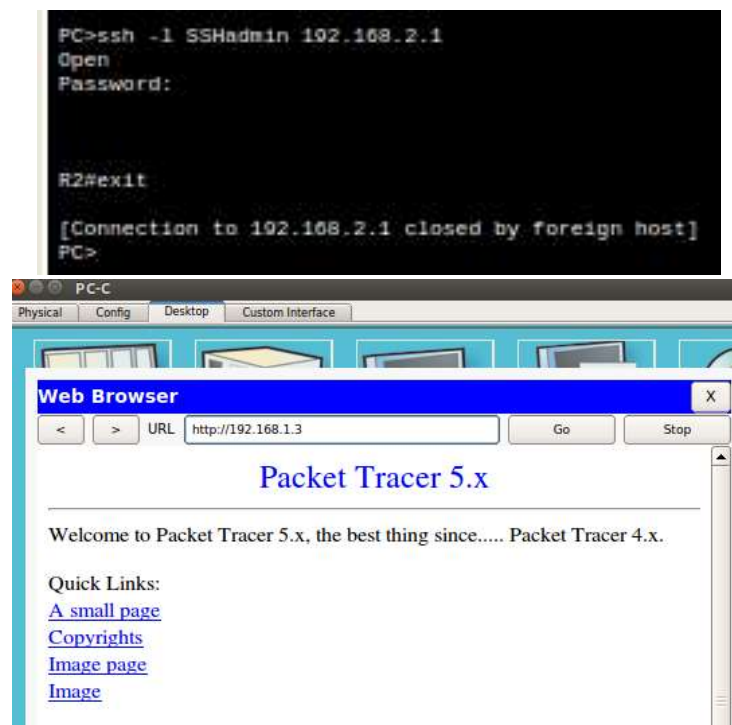 PC>ssh -l SSHadmin 192.168.2.1
Open
Password:
R2#exit
[Connection to 192.168.2.1 closed by foreign host]
PC>
PC-C
Physical Config Desktop Custom Interface
Web Browser X
< > URL http://192.168.1.3 Go Stop
Packet Tracer 5.x
Welcome to Packet Tracer 5.x, the best thing since..... Packet Tracer 4.x.
Quick Links:
A small page
Copyrights
Image page
Image